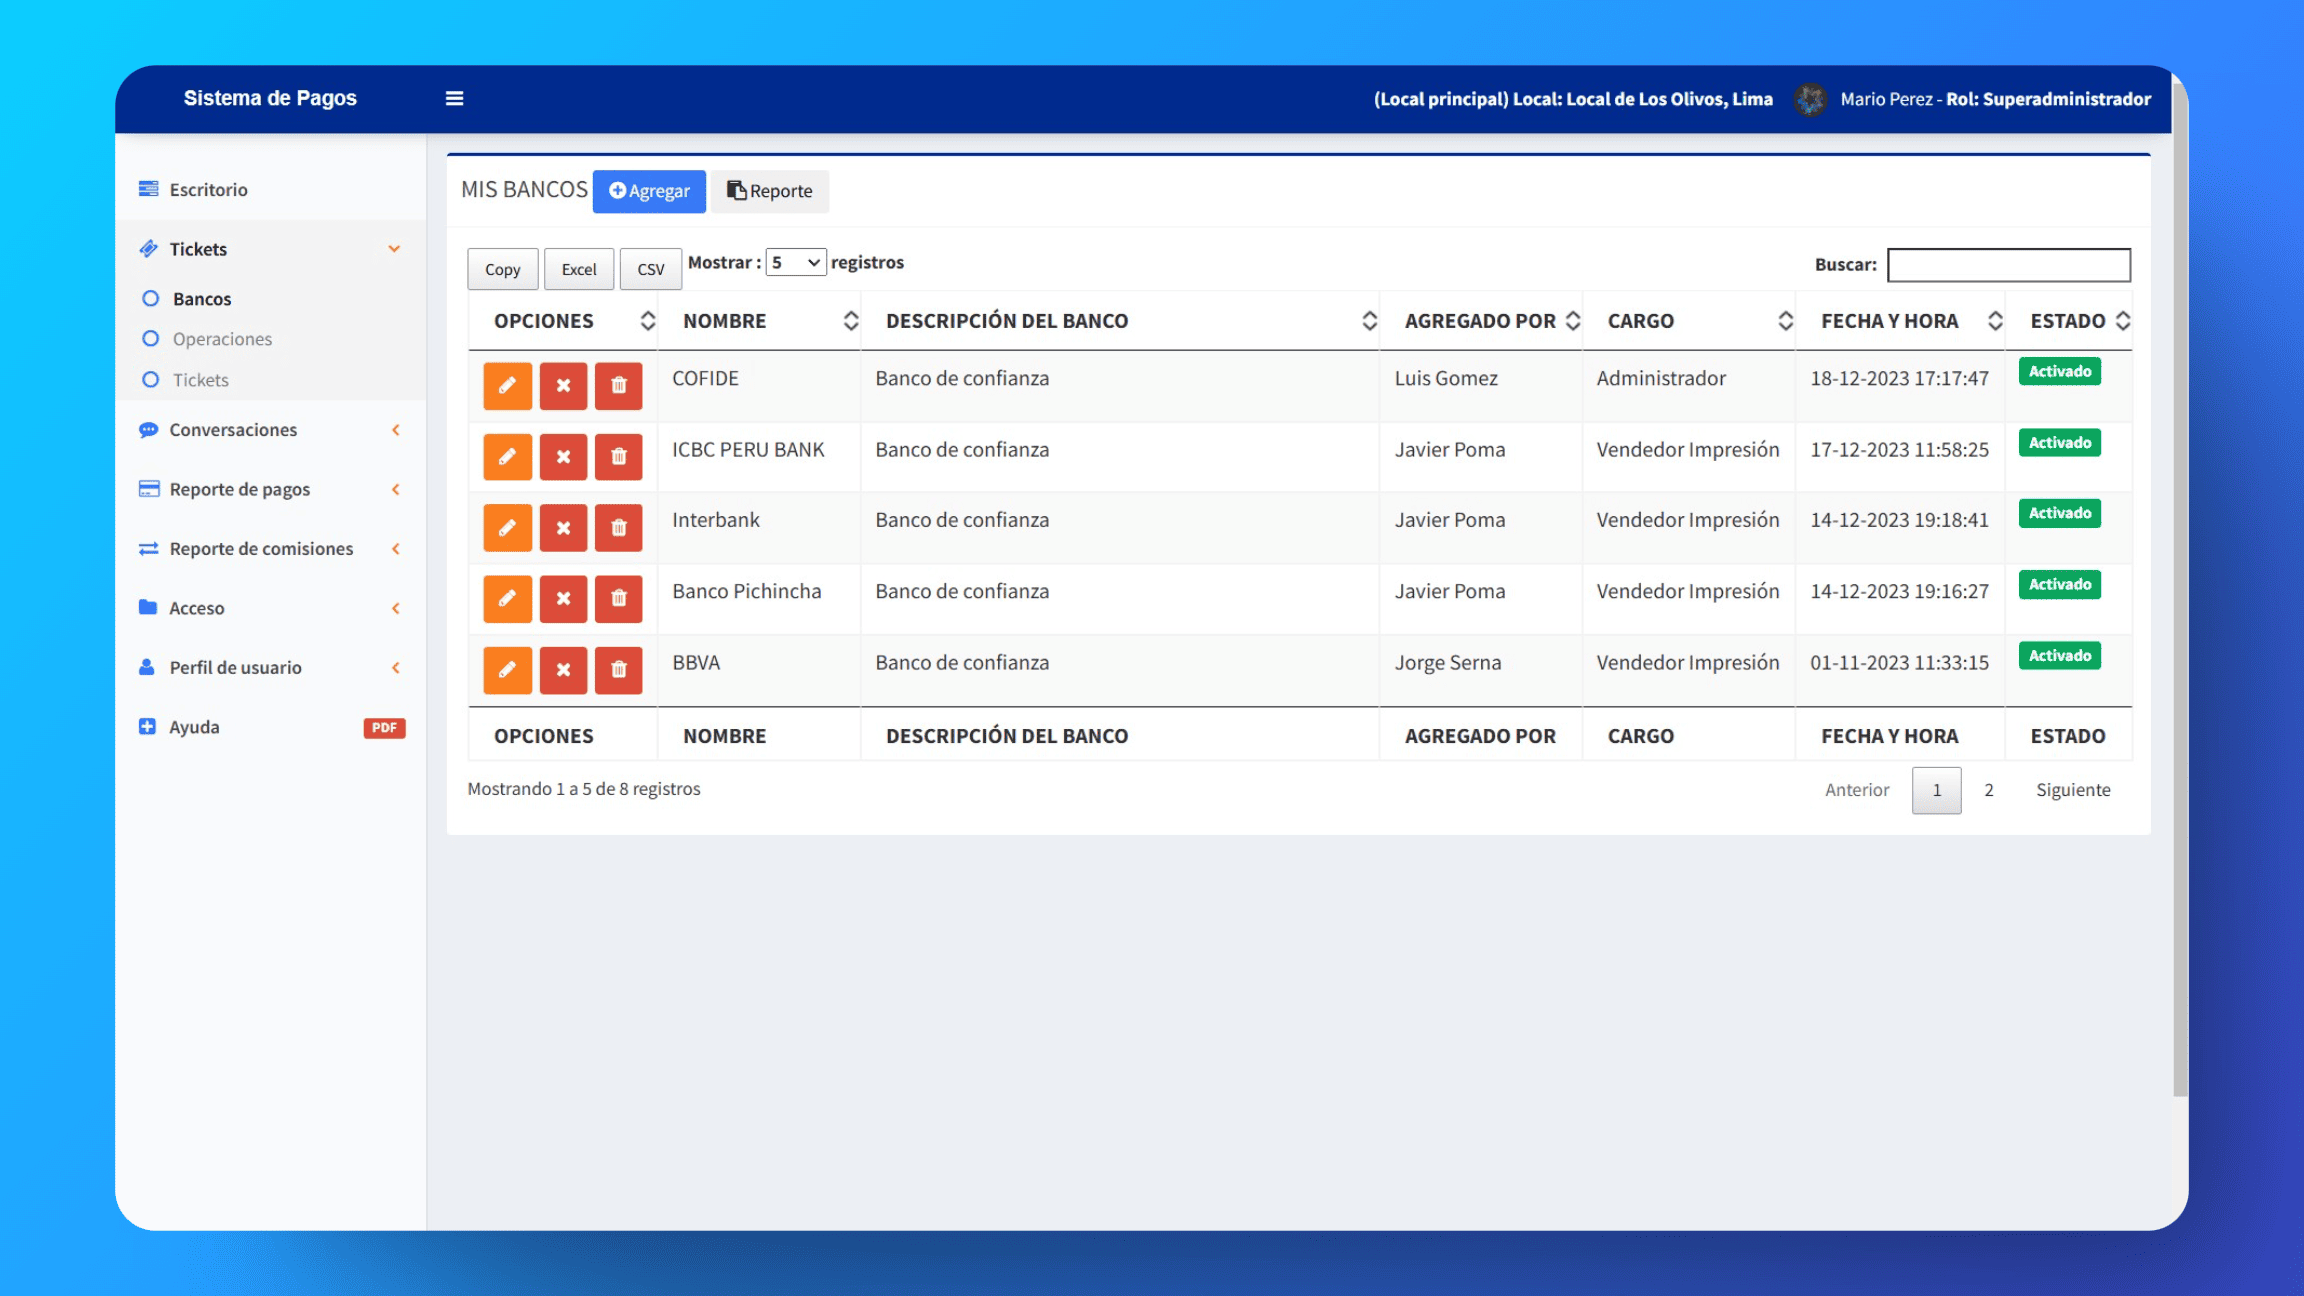 Sistema de Pagos
(Local principal) Local: Local de Los Olivos, Lima Mario Perez - Rol: Superadministrador
Escritorio
Tickets
Bancos
Operaciones
Tickets
Conversaciones
Reporte de pagos
Reporte de comisiones
Acceso
Perfil de usuario
Ayuda PDF
MIS BANCOS Agregar Reporte
Copy Excel CSV Mostrar : 5 registros Buscar:
OPCIONES NOMBRE DESCRIPCIÓN DEL BANCO AGREGADO POR CARGO FECHA Y HORA ESTADO
COFIDE Banco de confianza Luis Gomez Administrador 18-12-2023 17:17:47 Activado
ICBC PERU BANK Banco de confianza Javier Poma Vendedor Impresión 17-12-2023 11:58:25 Activado
Interbank Banco de confianza Javier Poma Vendedor Impresión 14-12-2023 19:18:41 Activado
Banco Pichincha Banco de confianza Javier Poma Vendedor Impresión 14-12-2023 19:16:27 Activado
BBVA Banco de confianza Jorge Serna Vendedor Impresión 01-11-2023 11:33:15 Activado
OPCIONES NOMBRE DESCRIPCIÓN DEL BANCO AGREGADO POR CARGO FECHA Y HORA ESTADO
Mostrando 1 a 5 de 8 registros Anterior 1 2 Siguiente